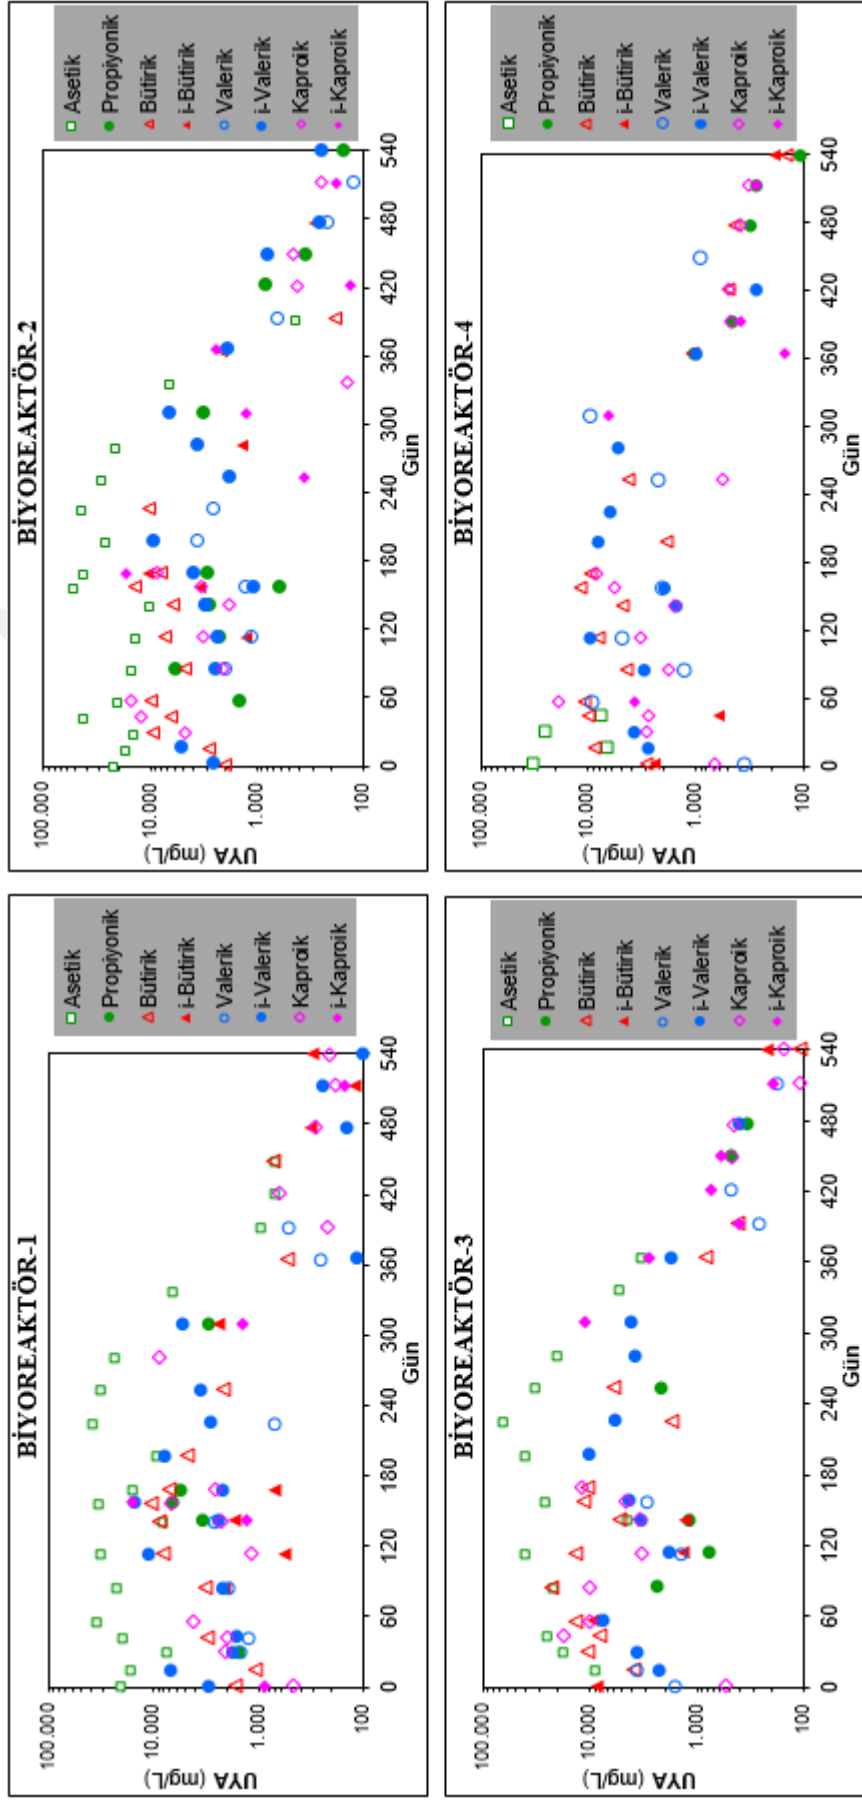 BİYOREAKTÖR-1
UYA (mg/L)
100.000
10.000
1.000
100
0
60
120
180
240
300
360
420
480
540
Gün
Asetik
Propiyonik
Bütirik
i-Bütirik
Valerik
i-Valerik
Kaproik
i-Kaproik
BİYOREAKTÖR-2
UYA (mg/L)
100.000
10.000
1.000
100
0
60
120
180
240
300
360
420
480
540
Gün
Asetik
Propiyonik
Bütirik
i-Bütirik
Valerik
i-Valerik
Kaproik
i-Kaproik
BİYOREAKTÖR-3
UYA (mg/L)
100.000
10.000
1.000
100
0
60
120
180
240
300
360
420
480
540
Gün
Asetik
Propiyonik
Bütirik
i-Bütirik
Valerik
i-Valerik
Kaproik
i-Kaproik
BİYOREAKTÖR-4
UYA (mg/L)
100.000
10.000
1.000
100
0
60
120
180
240
300
360
420
480
540
Gün
Asetik
Propiyonik
Bütirik
i-Bütirik
Valerik
i-Valerik
Kaproik
i-Kaproik